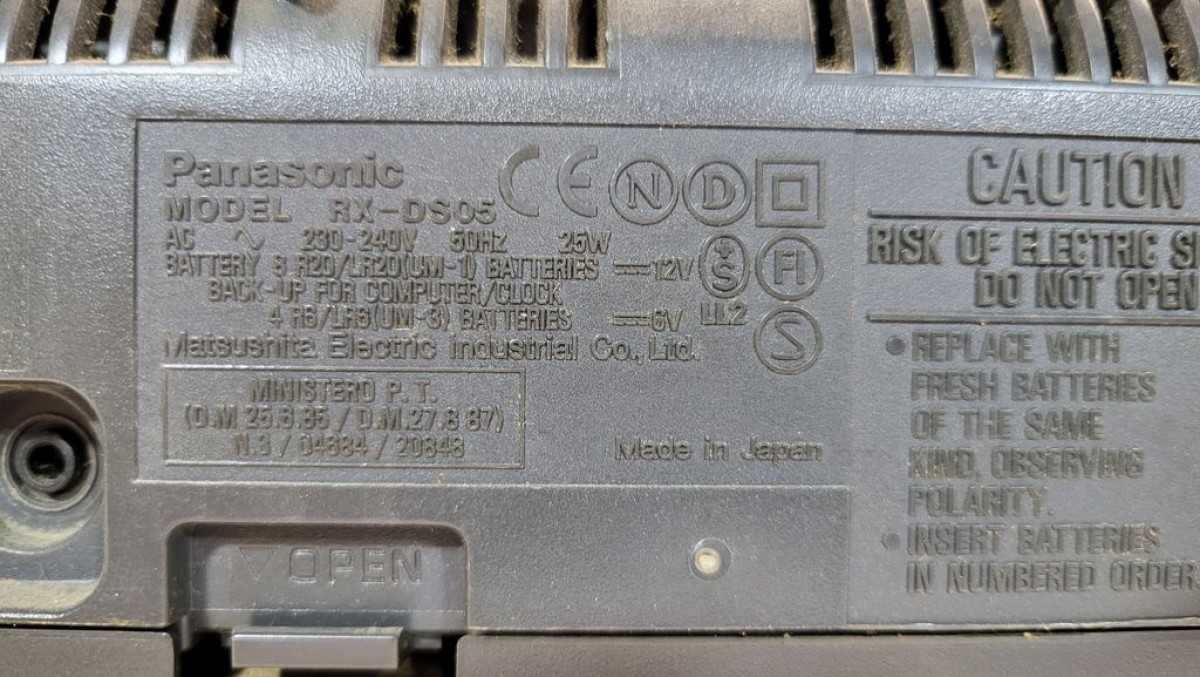 Panasonic CE N D
MODEL RX-DS05
AC ∿ 230-240V 50Hz 25W
BATTERY 8 R20/LR20(UM-1) BATTERIES ⎓ 12V
BACK-UP FOR COMPUTER/CLOCK
4 R6/LR6(UM-3) BATTERIES ⎓ 6V
+S FI
LL2 S
Matsushita Electric Industrial Co., Ltd.
MINISTERO P. T.
(D.M 25.6.85 / D.M.27.8 87)
N.3 / 04884 / 20848
Made in Japan
▽ OPEN
CAUTION
RISK OF ELECTRIC
DO NOT OPEN
• REPLACE WITH
FRESH BATTERIES
OF THE SAME
KIND, OBSERVING
POLARITY.
• INSERT BATTERIES
IN NUMBERED ORDER.